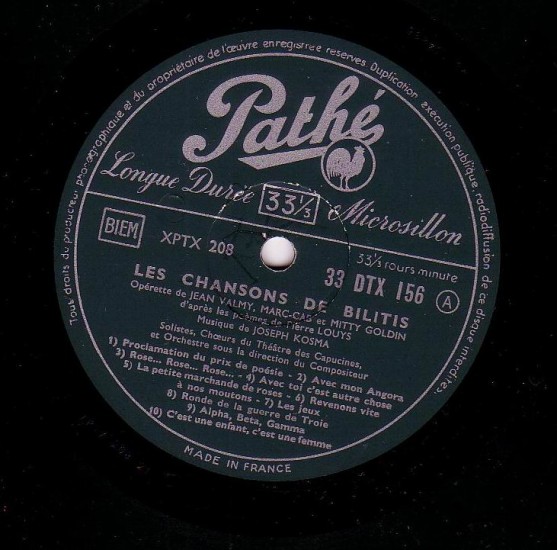 Tous droits du producteur phonographique et du propriétaire de l'œuvre enregistrée réservés Duplication exécution publique, radiodiffusion de ce disque interdites.
Pathé
Longue Durée 33⅓ Microsillon
BIEM
XPTX 208
33⅓ tours minute
33 DTX 156 A
LES CHANSONS DE BILITIS
Opérette de JEAN VALMY, MARC-CAB et MITTY GOLDIN
d'après les poèmes de Pierre LOUYS
Musique de JOSEPH KOSMA
Solistes, Chœurs du Théâtre des Capucines,
et Orchestre sous la direction du Compositeur
1) Proclamation du prix de poésie - 2) Avec mon Angora
3) Rose... Rose... Rose... - 4) Avec toi c'est autre chose
5) La petite marchande de roses - 6) Revenons vite
à nos moutons - 7) Les jeux
8) Ronde de la guerre de Troie
9) Alpha, Beta, Gamma
10) C'est une enfant, c'est une femme
MADE IN FRANCE